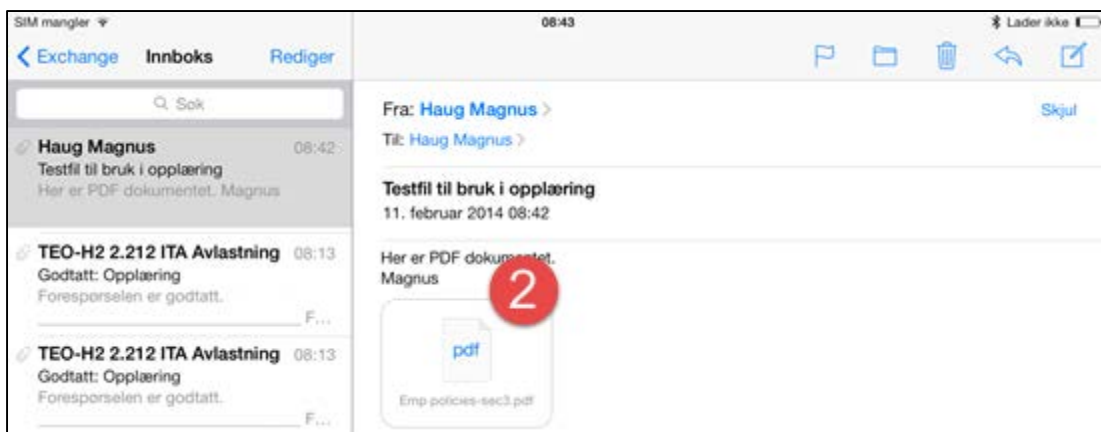 SIM mangler
08:43
Lader ikke
Exchange
Innboks
Rediger
Søk
Haug Magnus 08:42
Testfil til bruk i opplæring
Her er PDF dokumentet. Magnus
TEO-H2 2.212 ITA Avlastning 08:13
Godtatt: Opplæring
Forespørselen er godtatt.
F...
TEO-H2 2.212 ITA Avlastning 08:13
Godtatt: Opplæring
Forespørselen er godtatt.
F...
Fra: Haug Magnus >
Skjul
Til: Haug Magnus >
Testfil til bruk i opplæring
11. februar 2014 08:42
Her er PDF dokumentet.
Magnus
2
pdf
Emp policies-sec3.pdf